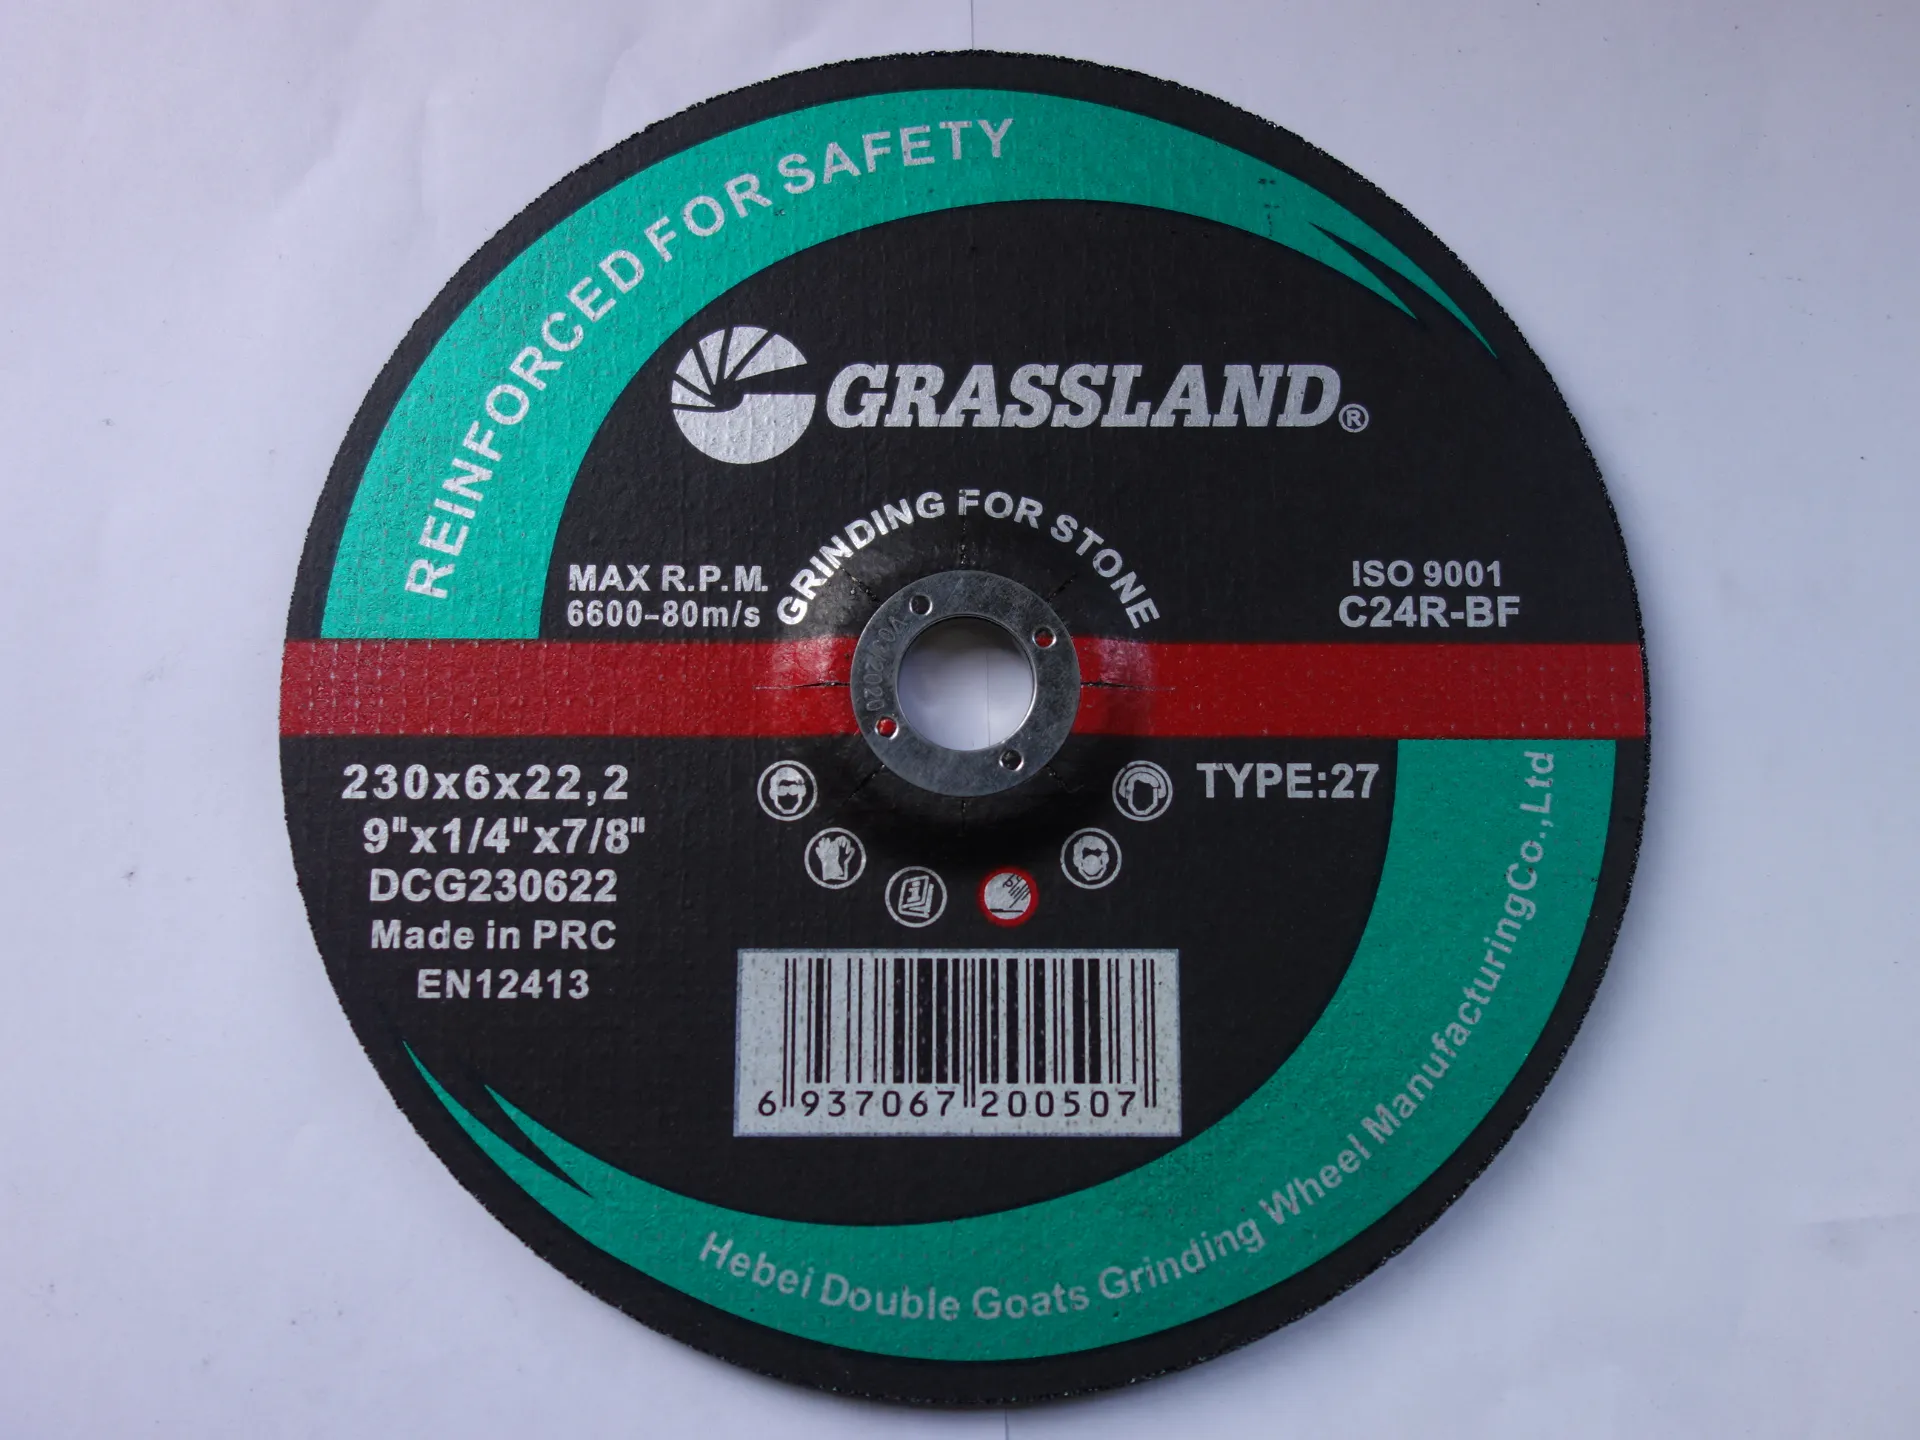 REINFORCED FOR SAFETY
GRASSLAND®
GRINDING FOR STONE
MAX R.P.M.
6600-80m/s
ISO 9001
C24R-BF
230x6x22,2
9"x1/4"x7/8"
DCG230622
Made in PRC
EN12413
TYPE:27
6 937067 200507
Hebei Double Goats Grinding Wheel ManufacturingCo.,Ltd